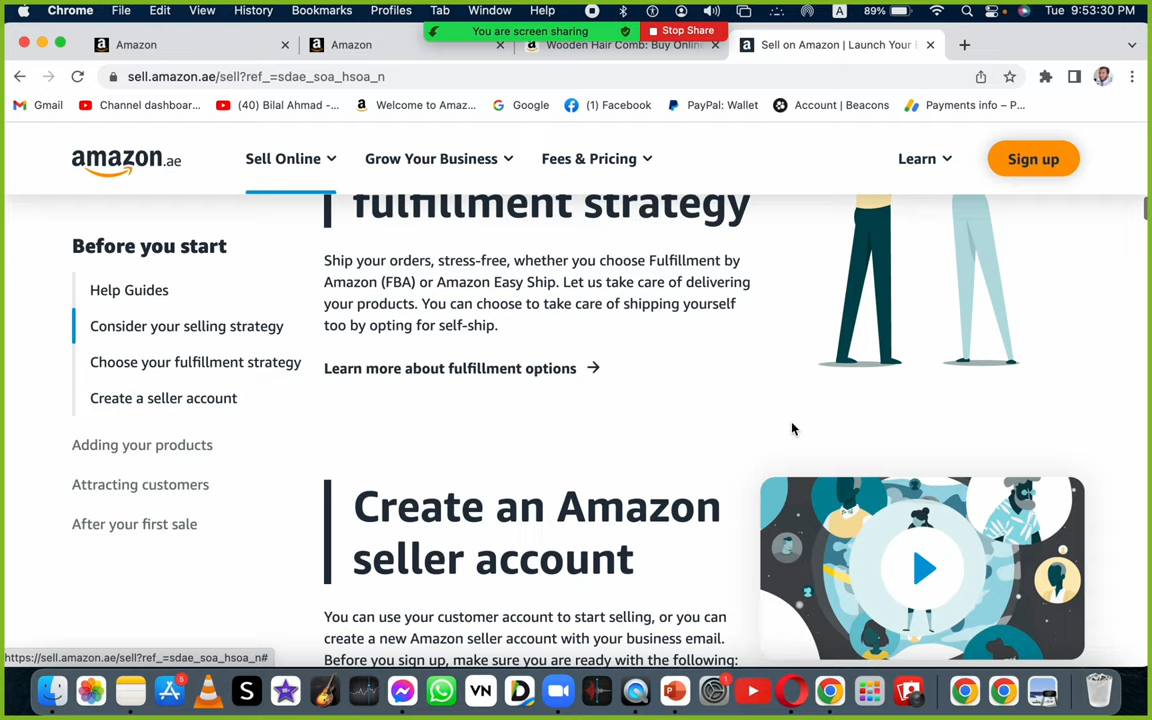 Chrome File Edit View History Bookmarks Profiles Tab Window Help A 89% Tue 9:53:30 PM
You are screen sharing Stop Share
Amazon Amazon Wooden Hair Comb: Buy Onlin Sell on Amazon | Launch Your
sell.amazon.ae/sell?ref_=sdae_soa_hsoa_n
Gmail Channel dashboar... (40) Bilal Ahmad -... Welcome to Amaz... Google (1) Facebook PayPal: Wallet Account | Beacons Payments info – P...
amazon.ae Sell Online Grow Your Business Fees & Pricing Learn Sign up
fulfillment strategy
Before you start
Help Guides
Consider your selling strategy
Choose your fulfillment strategy
Create a seller account
Adding your products
Attracting customers
After your first sale
Ship your orders, stress-free, whether you choose Fulfillment by
Amazon (FBA) or Amazon Easy Ship. Let us take care of delivering
your products. You can choose to take care of shipping yourself
too by opting for self-ship.
Learn more about fulfillment options
Create an Amazon
seller account
You can use your customer account to start selling, or you can
create a new Amazon seller account with your business email.
Before you sign up, make sure you are ready with the following:
https://sell.amazon.ae/sell?ref_=sdae_soa_hsoa_n#
5 S VN D 1